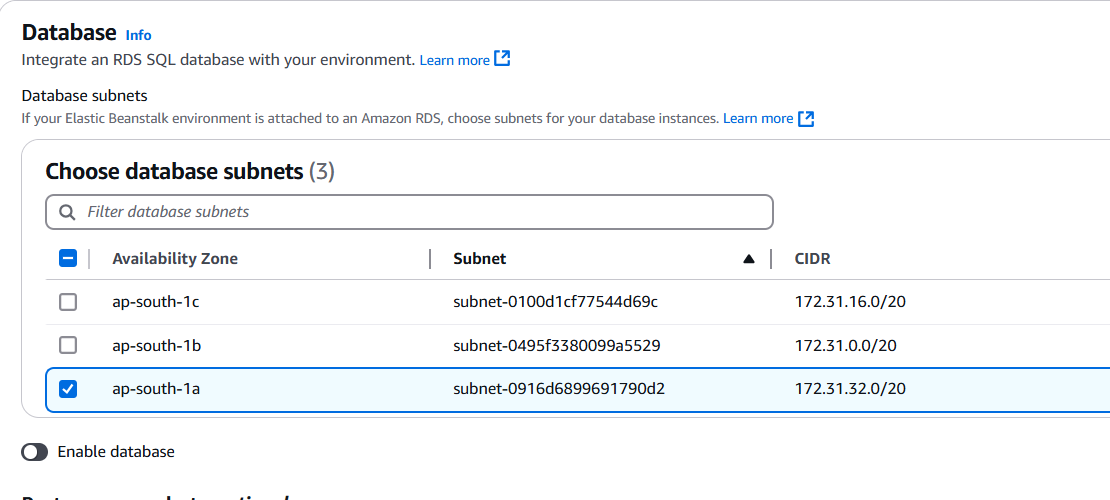 Database Info
Integrate an RDS SQL database with your environment. Learn more
Database subnets
If your Elastic Beanstalk environment is attached to an Amazon RDS, choose subnets for your database instances. Learn more
Choose database subnets (3)
Filter database subnets
Availability Zone Subnet CIDR
ap-south-1c subnet-0100d1cf77544d69c 172.31.16.0/20
ap-south-1b subnet-0495f3380099a5529 172.31.0.0/20
ap-south-1a subnet-0916d6899691790d2 172.31.32.0/20
Enable database